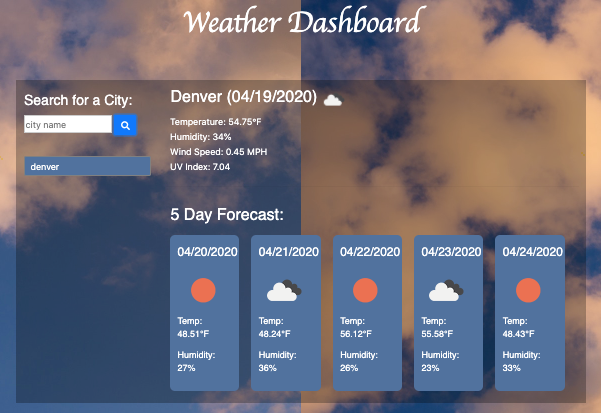 Weather Dashboard
Search for a City:
city name
denver
Denver (04/19/2020)
Temperature: 54.75°F
Humidity: 34%
Wind Speed: 0.45 MPH
UV Index: 7.04
5 Day Forecast:
04/20/2020
Temp:
48.51°F
Humidity:
27%
04/21/2020
Temp:
48.24°F
Humidity:
36%
04/22/2020
Temp:
56.12°F
Humidity:
26%
04/23/2020
Temp:
55.58°F
Humidity:
23%
04/24/2020
Temp:
48.43°F
Humidity:
33%